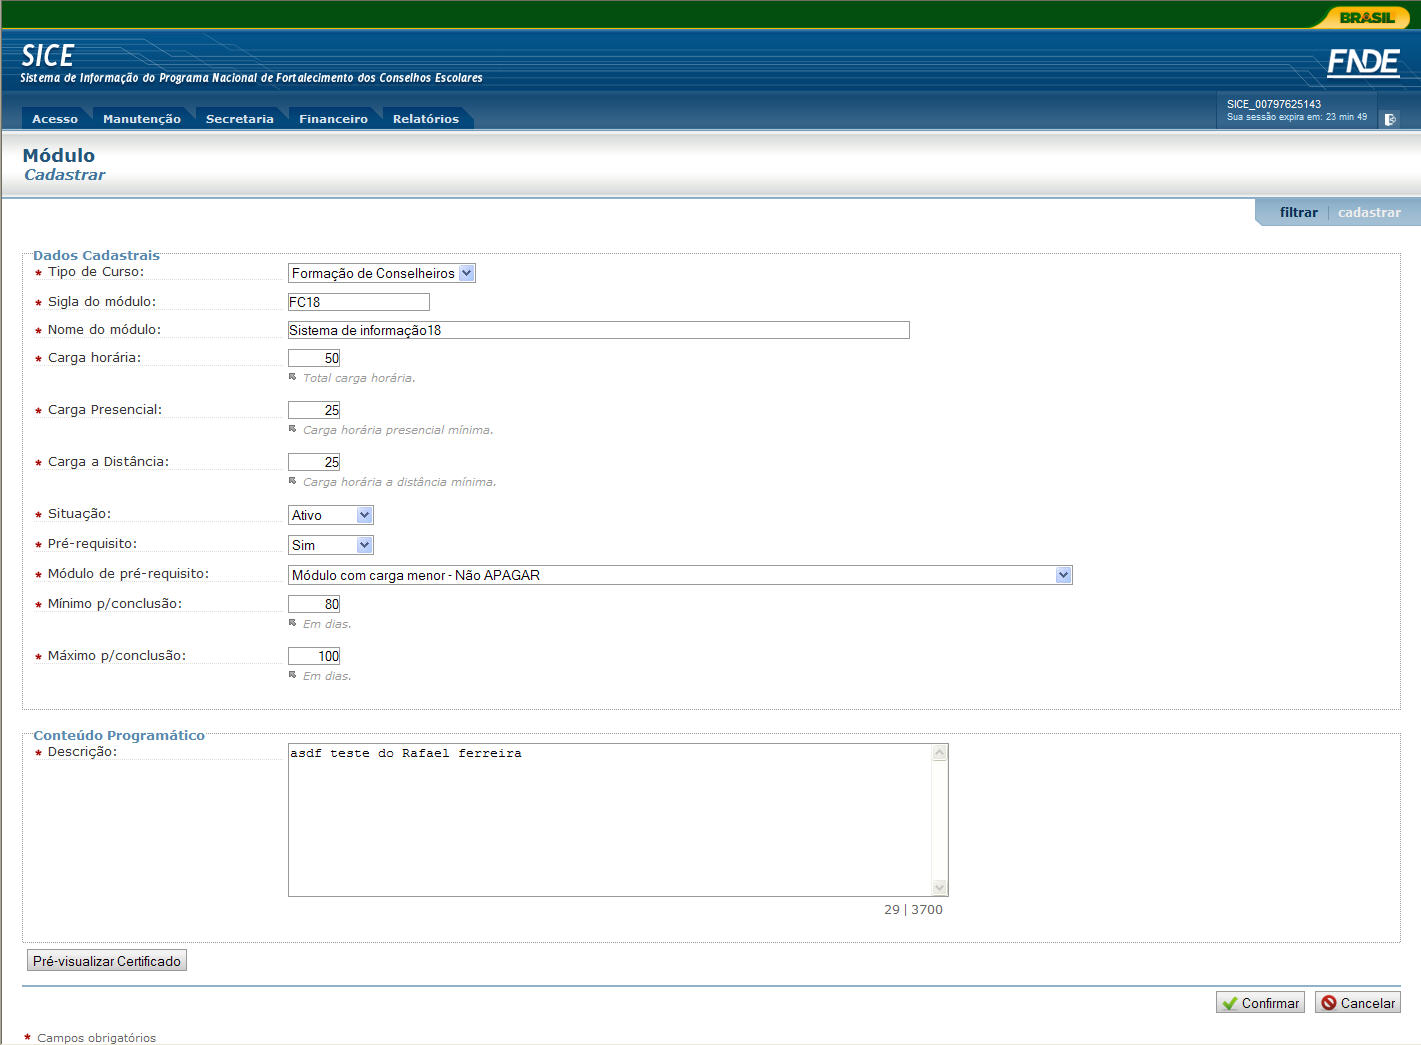 BRASIL
SICE
Sistema de Informação do Programa Nacional de Fortalecimento dos Conselhos Escolares
FNDE
Acesso Manutenção Secretaria Financeiro Relatórios
SICE_00797625143
Sua sessão expira em: 23 min 49
Módulo
Cadastrar
filtrar | cadastrar
Dados Cadastrais
* Tipo de Curso: Formação de Conselheiros
* Sigla do módulo: FC18
* Nome do módulo: Sistema de informação18
* Carga horária: 50
Total carga horária.
* Carga Presencial: 25
Carga horária presencial mínima.
* Carga a Distância: 25
Carga horária a distância mínima.
* Situação: Ativo
* Pré-requisito: Sim
* Módulo de pré-requisito: Módulo com carga menor - Não APAGAR
* Mínimo p/conclusão: 80
Em dias.
* Máximo p/conclusão: 100
Em dias.
Conteúdo Programático
* Descrição: asdf teste do Rafael ferreira
29 | 3700
Pré-visualizar Certificado
Confirmar Cancelar
* Campos obrigatórios